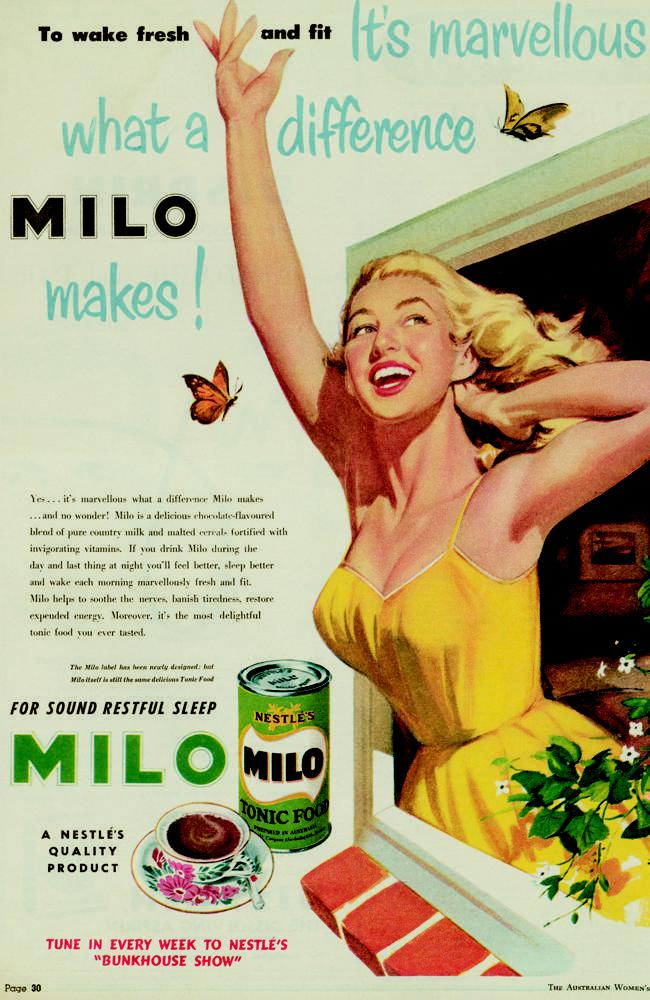 To wake fresh and fit It's marvellous
what a difference
MILO
makes!
Yes... it's marvellous what a difference Milo makes
...and no wonder! Milo is a delicious chocolate-flavoured
blend of pure country milk and malted cereals fortified with
invigorating vitamins. If you drink Milo during the
day and last thing at night you'll feel better, sleep better
and wake each morning marvellously fresh and fit.
Milo helps to soothe the nerves, banish tiredness, restore
expended energy. Moreover, it's the most delightful
tonic food you ever tasted.
The Milo label has been newly designed: but
Milo itself is still the same delicious Tonic Food
FOR SOUND RESTFUL SLEEP
MILO
NESTLÉ'S
MILO
TONIC FOOD
PREPARED IN AUSTRALIA
A NESTLÉ'S
QUALITY
PRODUCT
TUNE IN EVERY WEEK TO NESTLÉ'S
"BUNKHOUSE SHOW"
Page 30
THE AUSTRALIAN WOMEN'S